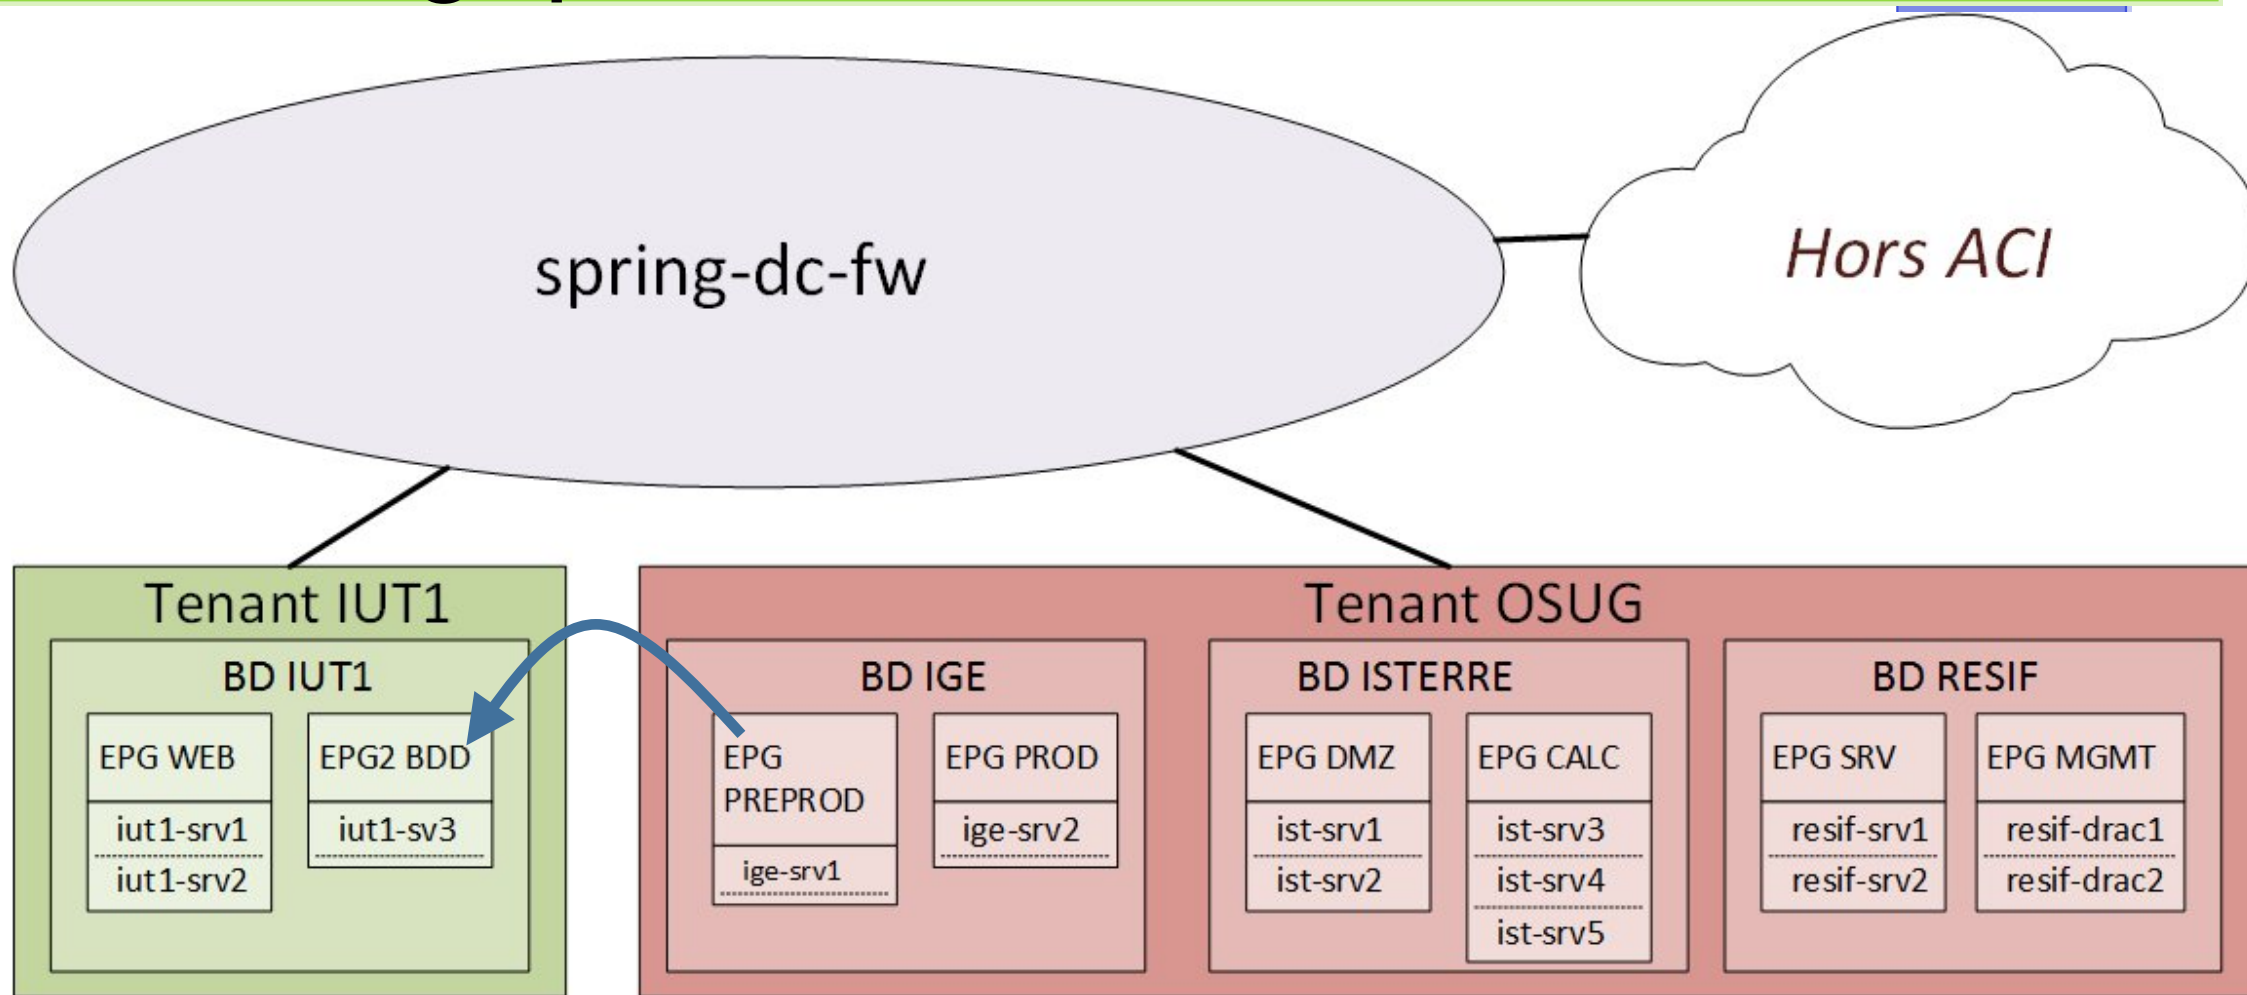 spring-dc-fw
Hors ACI
Tenant IUT1
BD IUT1
EPG WEB
iut1-srv1
iut1-srv2
EPG2 BDD
iut1-sv3
Tenant OSUG
BD IGE
EPG
PREPROD
ige-srv1
EPG PROD
ige-srv2
BD ISTERRE
EPG DMZ
ist-srv1
ist-srv2
EPG CALC
ist-srv3
ist-srv4
ist-srv5
BD RESIF
EPG SRV
resif-srv1
resif-srv2
EPG MGMT
resif-drac1
resif-drac2